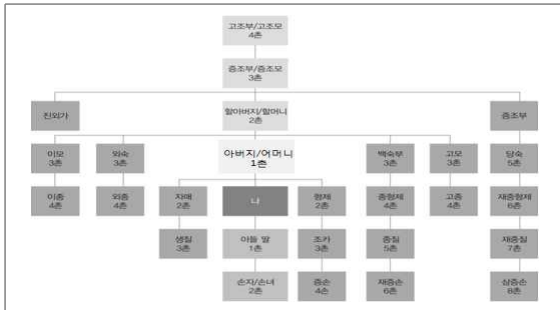 고조부/고조모
4촌
증조부/증조모
3촌
진외가
할아버지/할머니
2촌
종조부
이모
3촌
외숙
3촌
아버지/어머니
1촌
백숙부
3촌
고모
3촌
당숙
5촌
이종
4촌
외종
4촌
자매
2촌
나
형제
2촌
종형제
4촌
고종
4촌
재종형제
6촌
생질
3촌
아들 딸
1촌
조카
3촌
종질
5촌
재종질
7촌
손자/손녀
2촌
종손
4손
재종손
6촌
삼종손
8촌